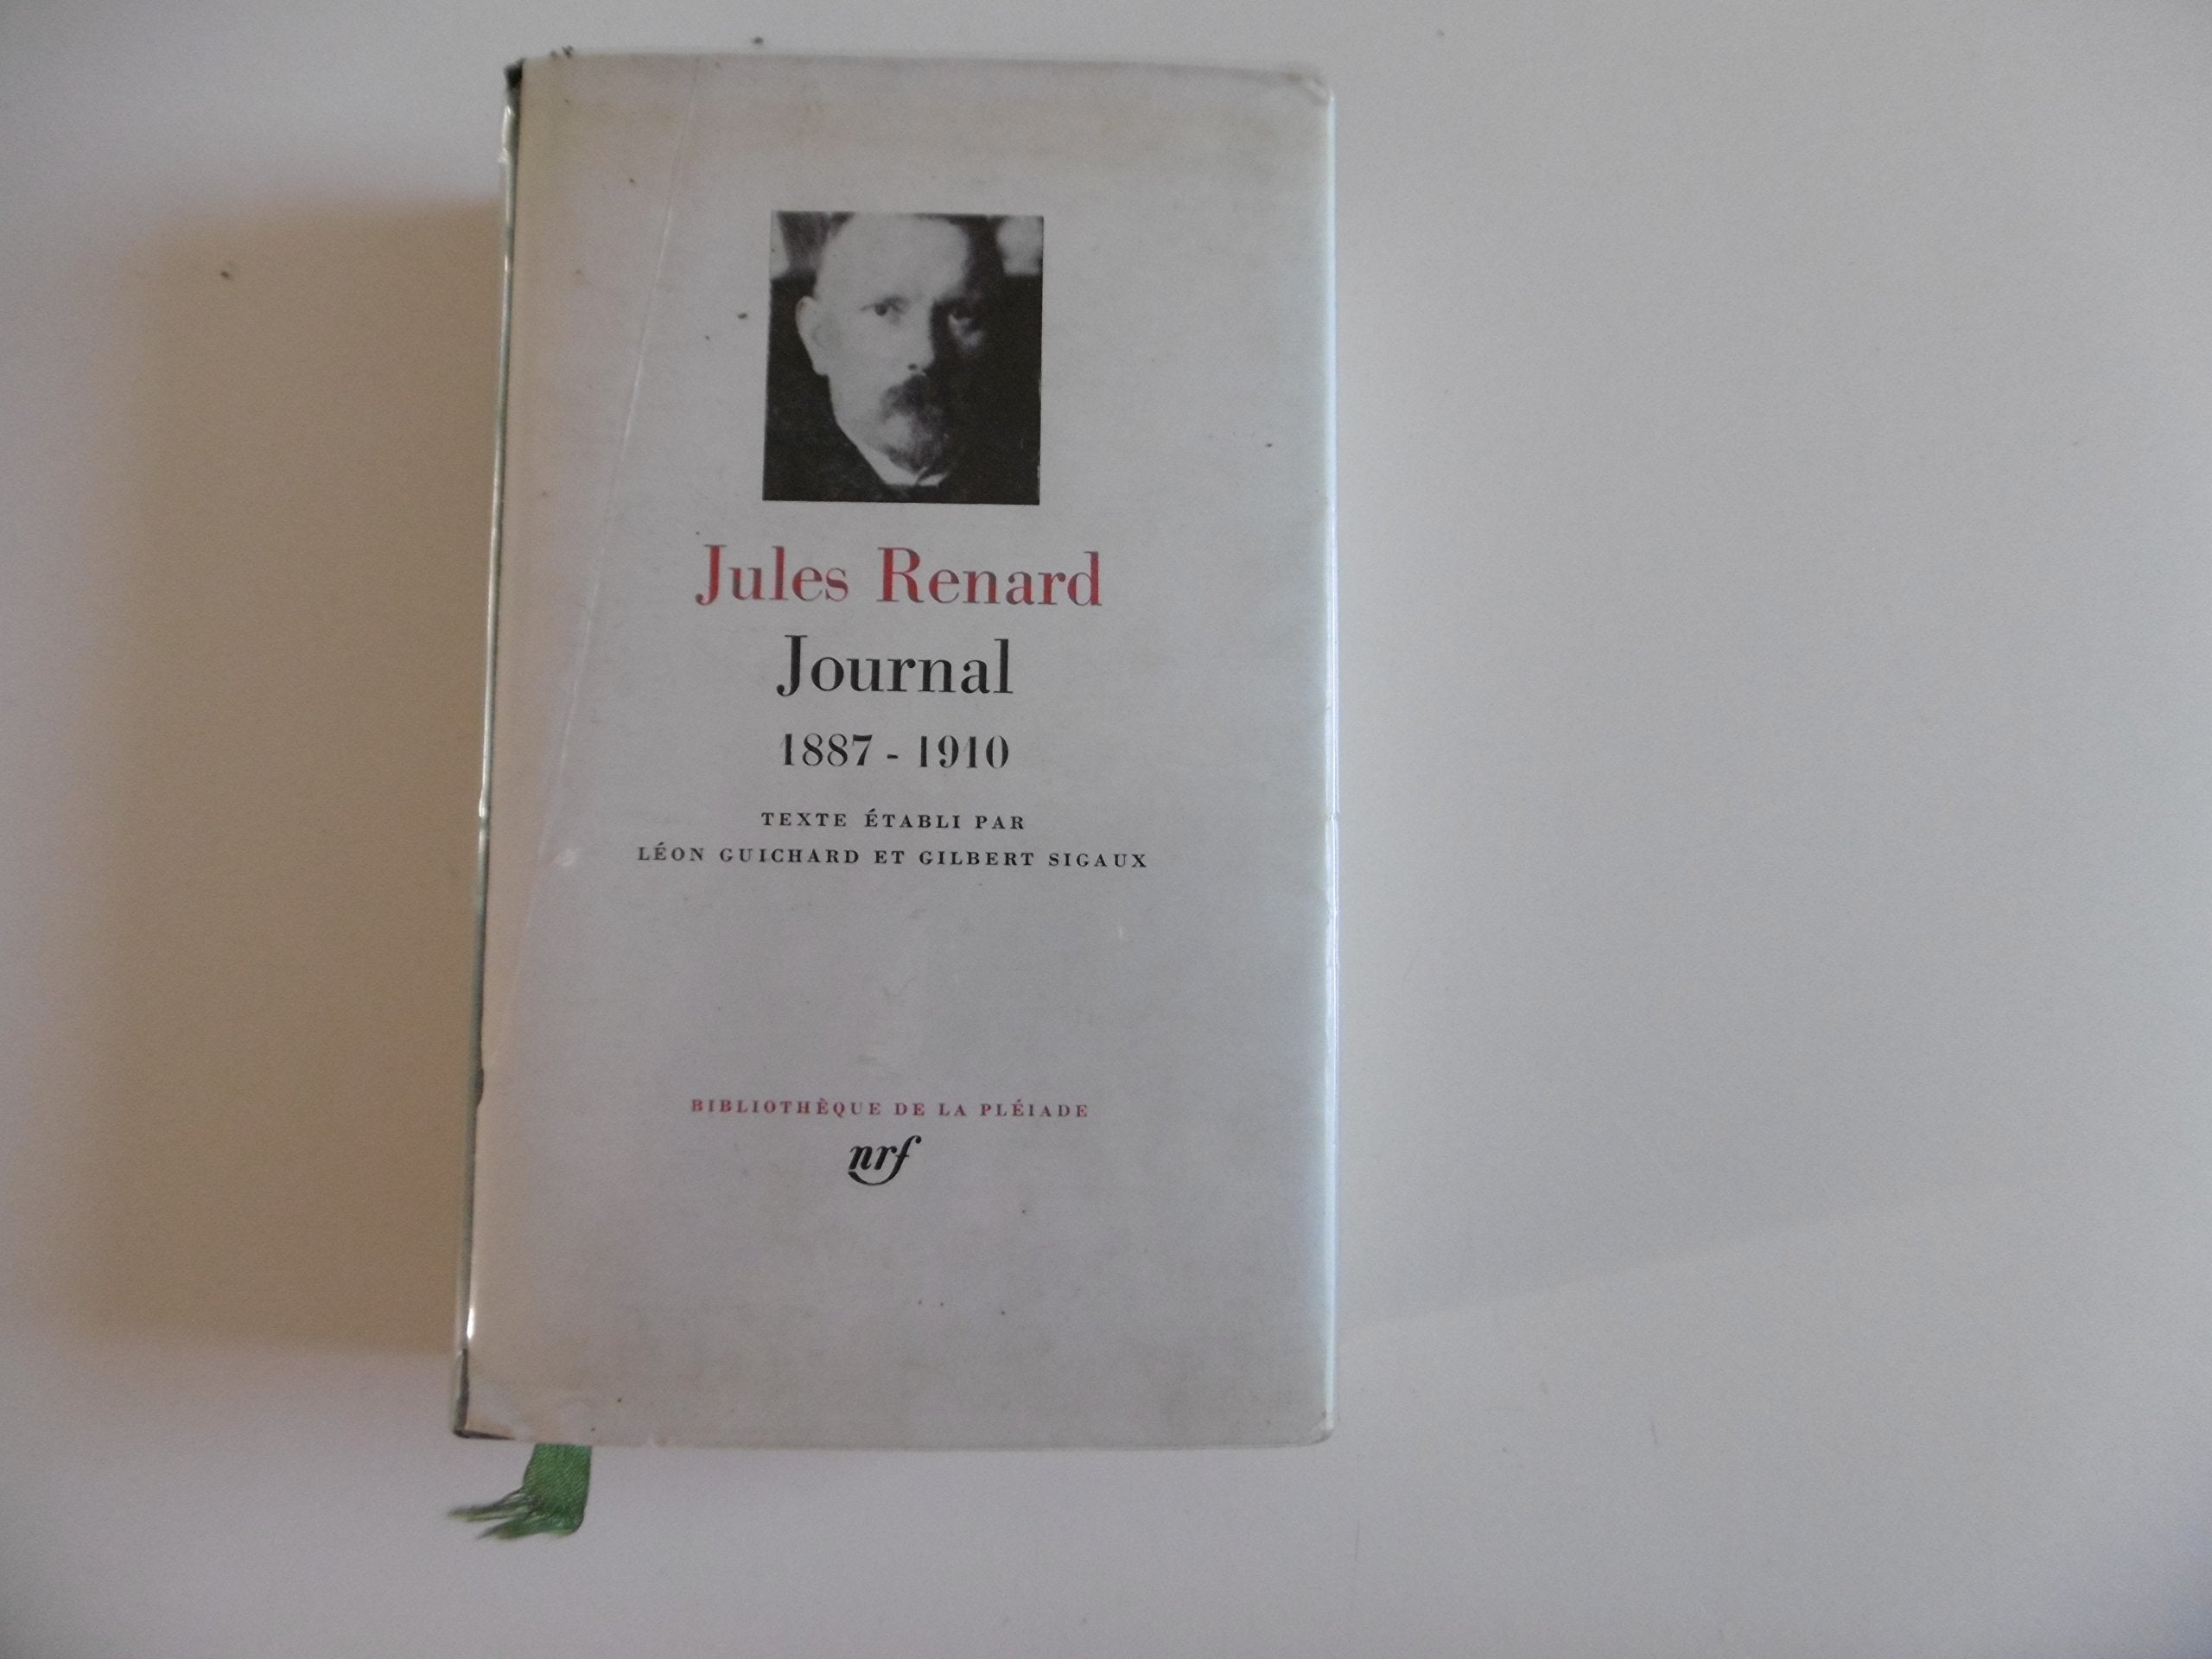 Jules Renard
Journal
1887 - 1910
TEXTE ÉTABLI PAR
LÉON GUICHARD ET GILBERT SIGAUX
BIBLIOTHÈQUE DE LA PLÉIADE
nrf